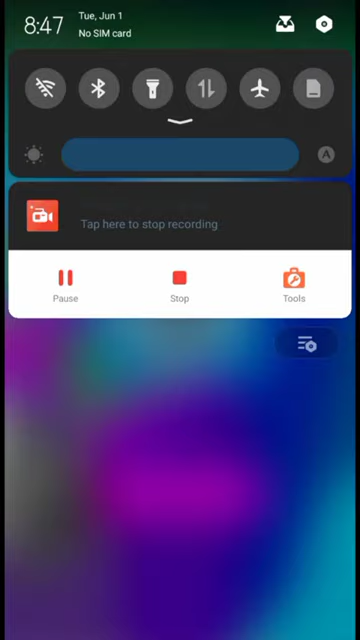 8:47
Tue, Jun 1
No SIM card
A
Tap here to stop recording
Pause
Stop
Tools